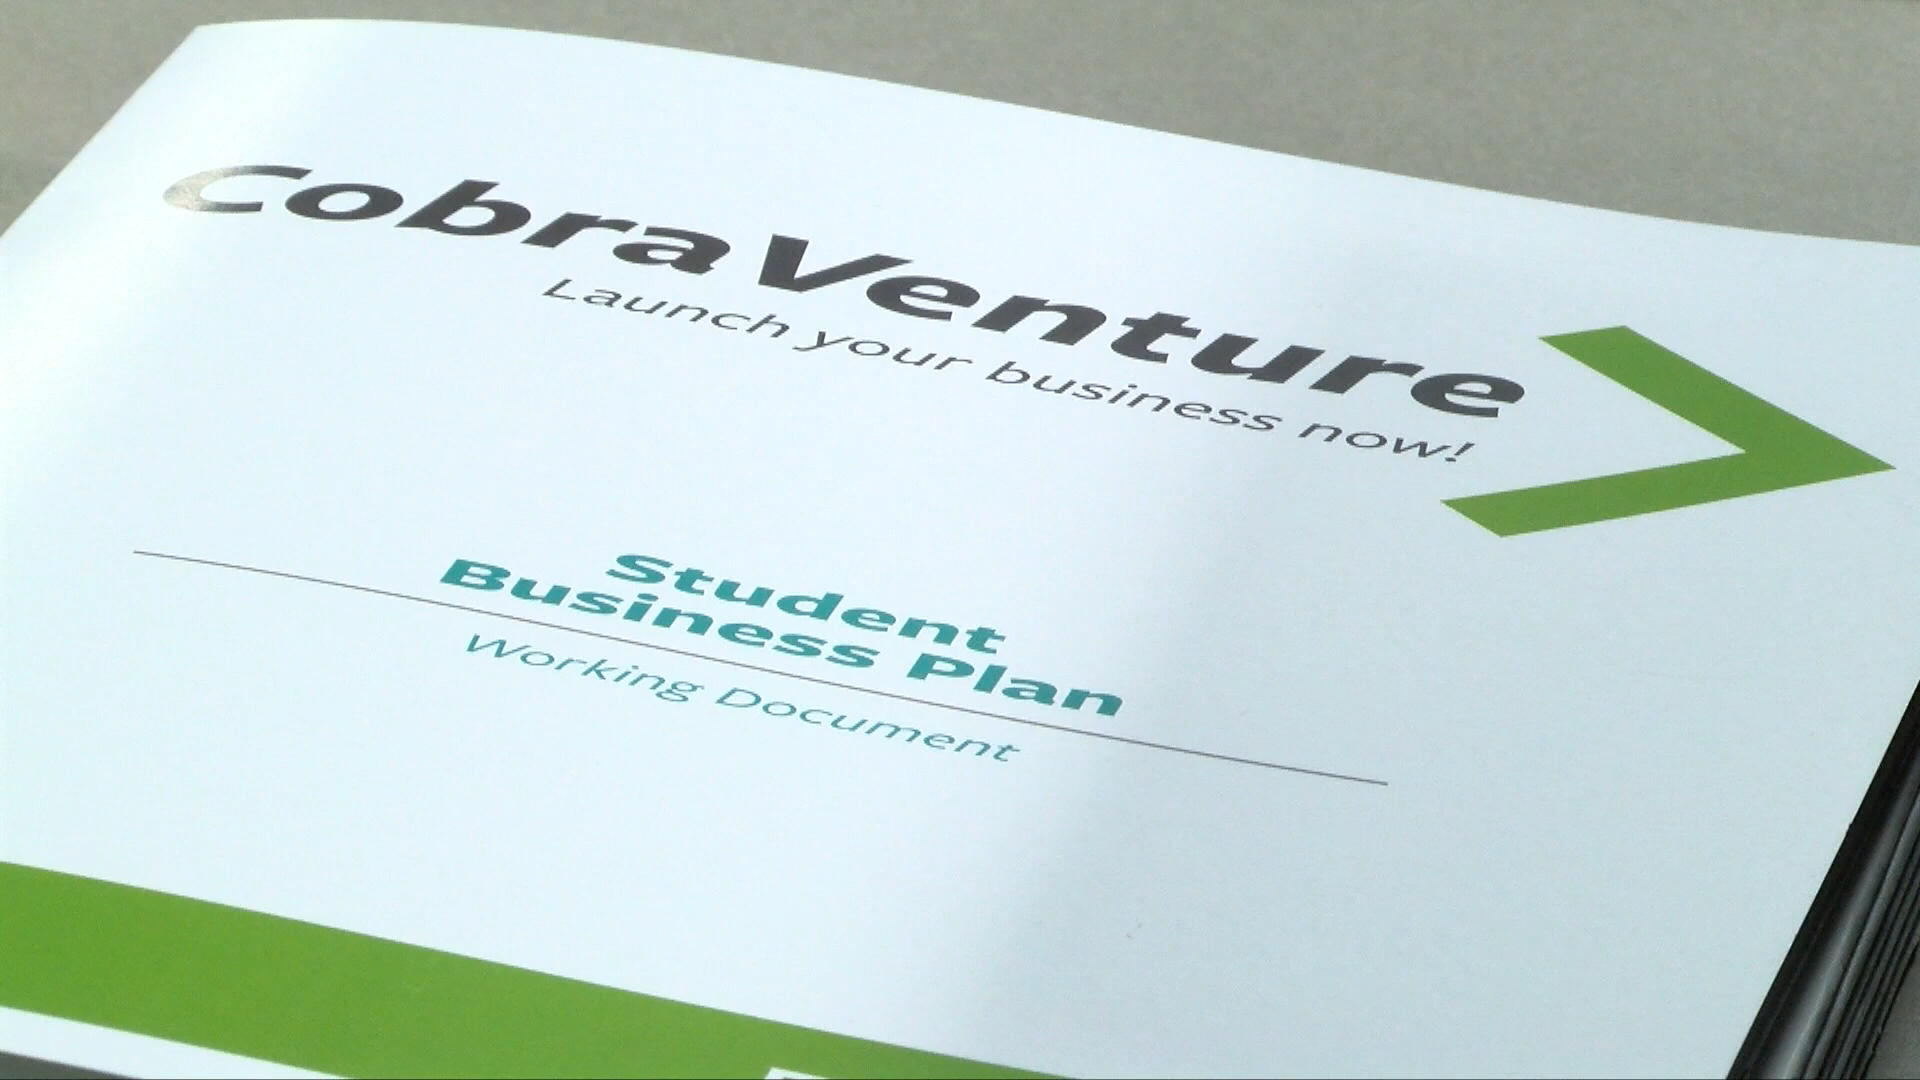 CobraVenture
Launch your business now!
Student
Business Plan
Working Document